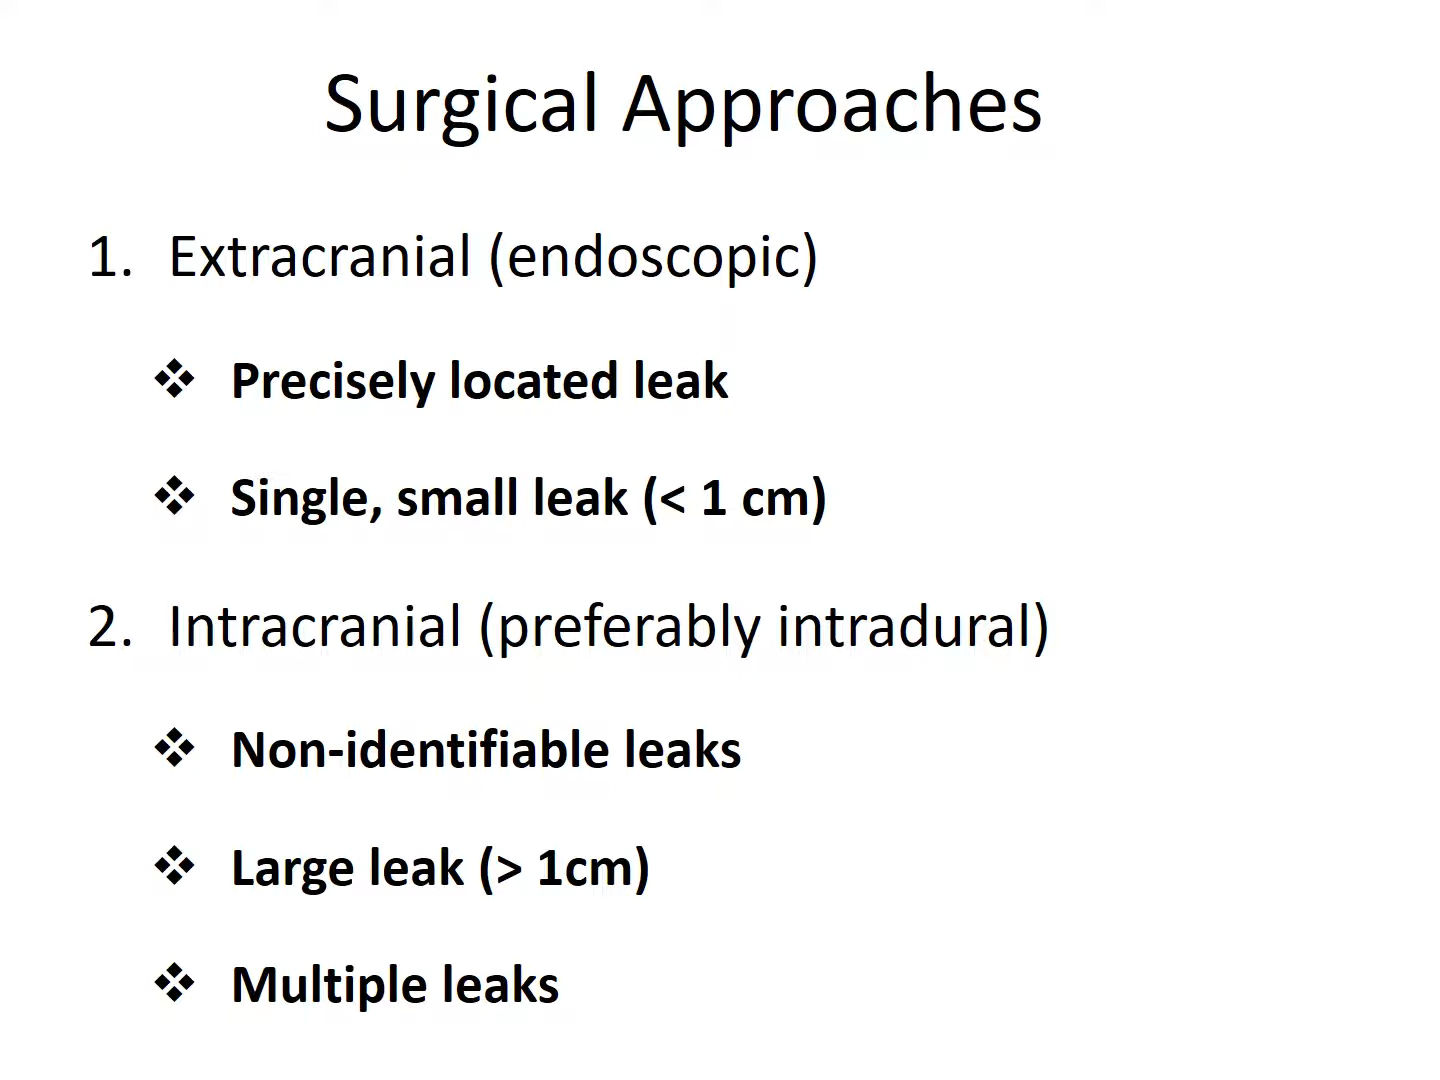 Surgical Approaches
1. Extracranial (endoscopic)
❖ Precisely located leak
❖ Single, small leak (< 1 cm)
2. Intracranial (preferably intradural)
❖ Non-identifiable leaks
❖ Large leak (> 1cm)
❖ Multiple leaks